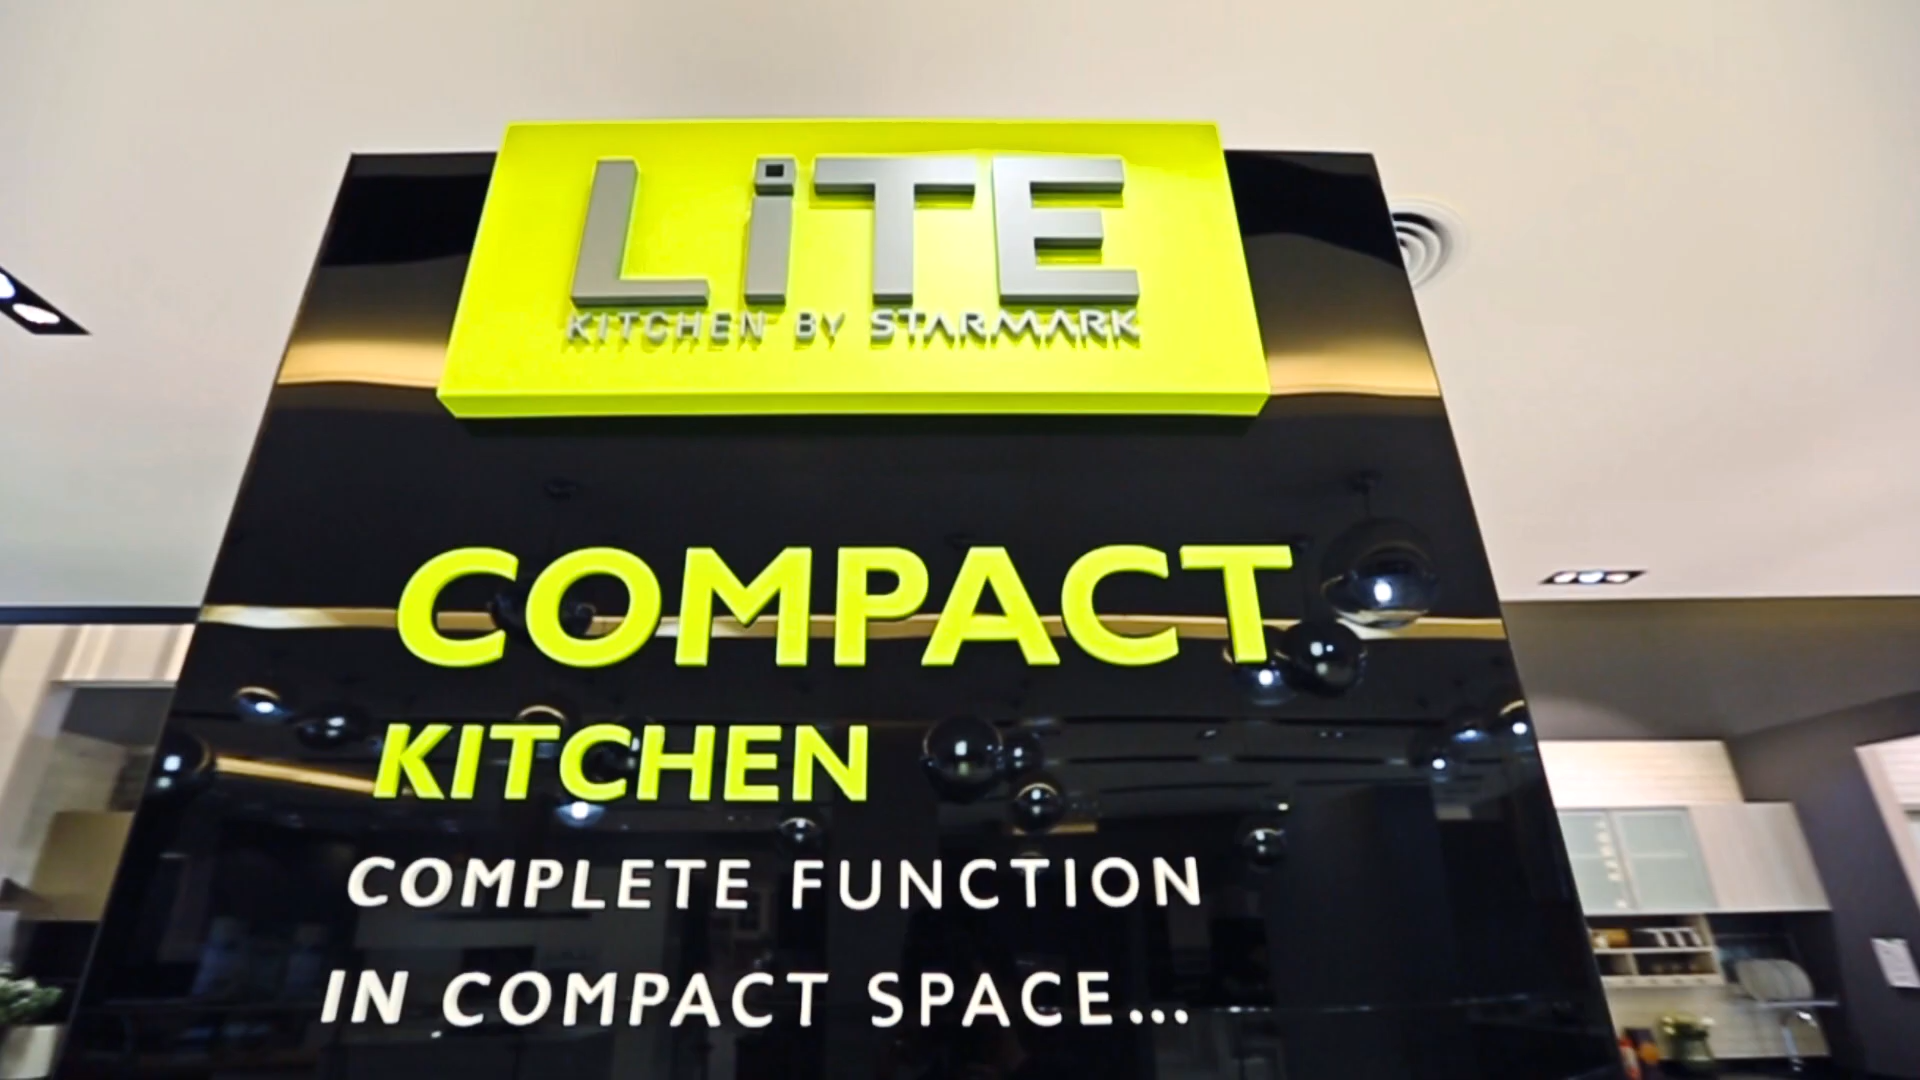 LiTE
KITCHEN BY STARMARK
COMPACT
KITCHEN
COMPLETE FUNCTION
IN COMPACT SPACE...